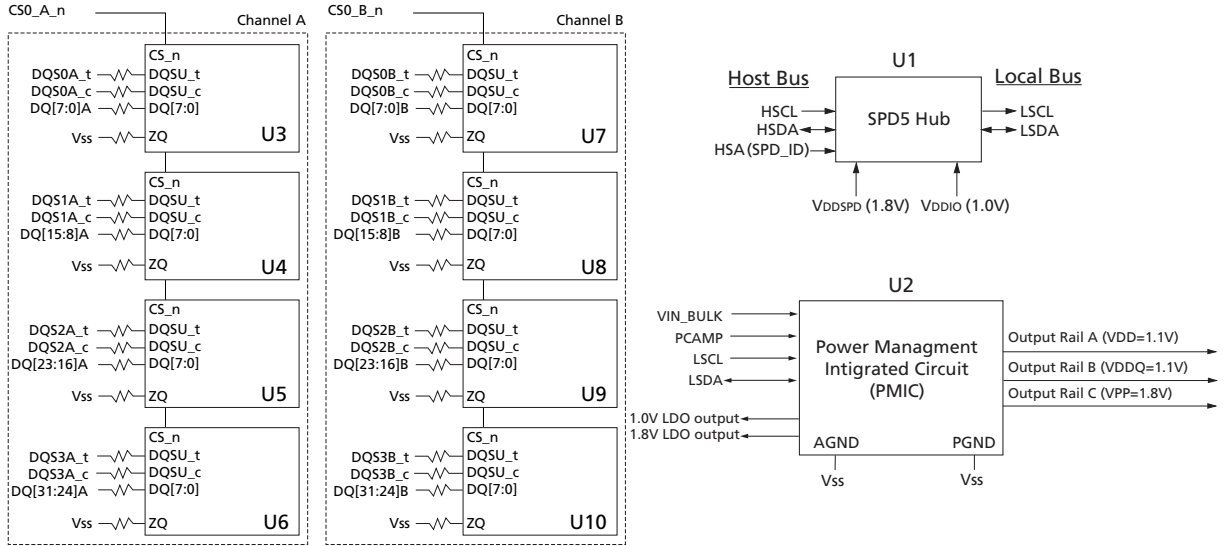 CS0_A_n
Channel A
CS_n
DQS0A_t
DQSU_t
DQS0A_c
DQSU_c
DQ[7:0]A
DQ[7:0]
Vss
ZQ
U3
CS_n
DQS1A_t
DQSU_t
DQS1A_c
DQSU_c
DQ[15:8]A
DQ[7:0]
Vss
ZQ
U4
CS_n
DQS2A_t
DQSU_t
DQS2A_c
DQSU_c
DQ[23:16]A
DQ[7:0]
Vss
ZQ
U5
CS_n
DQS3A_t
DQSU_t
DQS3A_c
DQSU_c
DQ[31:24]A
DQ[7:0]
Vss
ZQ
U6
CS0_B_n
Channel B
CS_n
DQS0B_t
DQSU_t
DQS0B_c
DQSU_c
DQ[7:0]B
DQ[7:0]
Vss
ZQ
U7
CS_n
DQS1B_t
DQSU_t
DQS1B_c
DQSU_c
DQ[15:8]B
DQ[7:0]
Vss
ZQ
U8
CS_n
DQS2B_t
DQSU_t
DQS2B_c
DQSU_c
DQ[23:16]B
DQ[7:0]
Vss
ZQ
U9
CS_n
DQS3B_t
DQSU_t
DQS3B_c
DQSU_c
DQ[31:24]B
DQ[7:0]
Vss
ZQ
U10
U1
Host Bus
Local Bus
HSCL
HSDA
HSA (SPD_ID)
SPD5 Hub
LSCL
LSDA
VDDSPD (1.8V)
VDDIO (1.0V)
U2
VIN_BULK
PCAMP
LSCL
LSDA
1.0V LDO output
1.8V LDO output
Power Managment
Intigrated Circuit
(PMIC)
AGND
PGND
Vss
Vss
Output Rail A (VDD=1.1V)
Output Rail B (VDDQ=1.1V)
Output Rail C (VPP=1.8V)